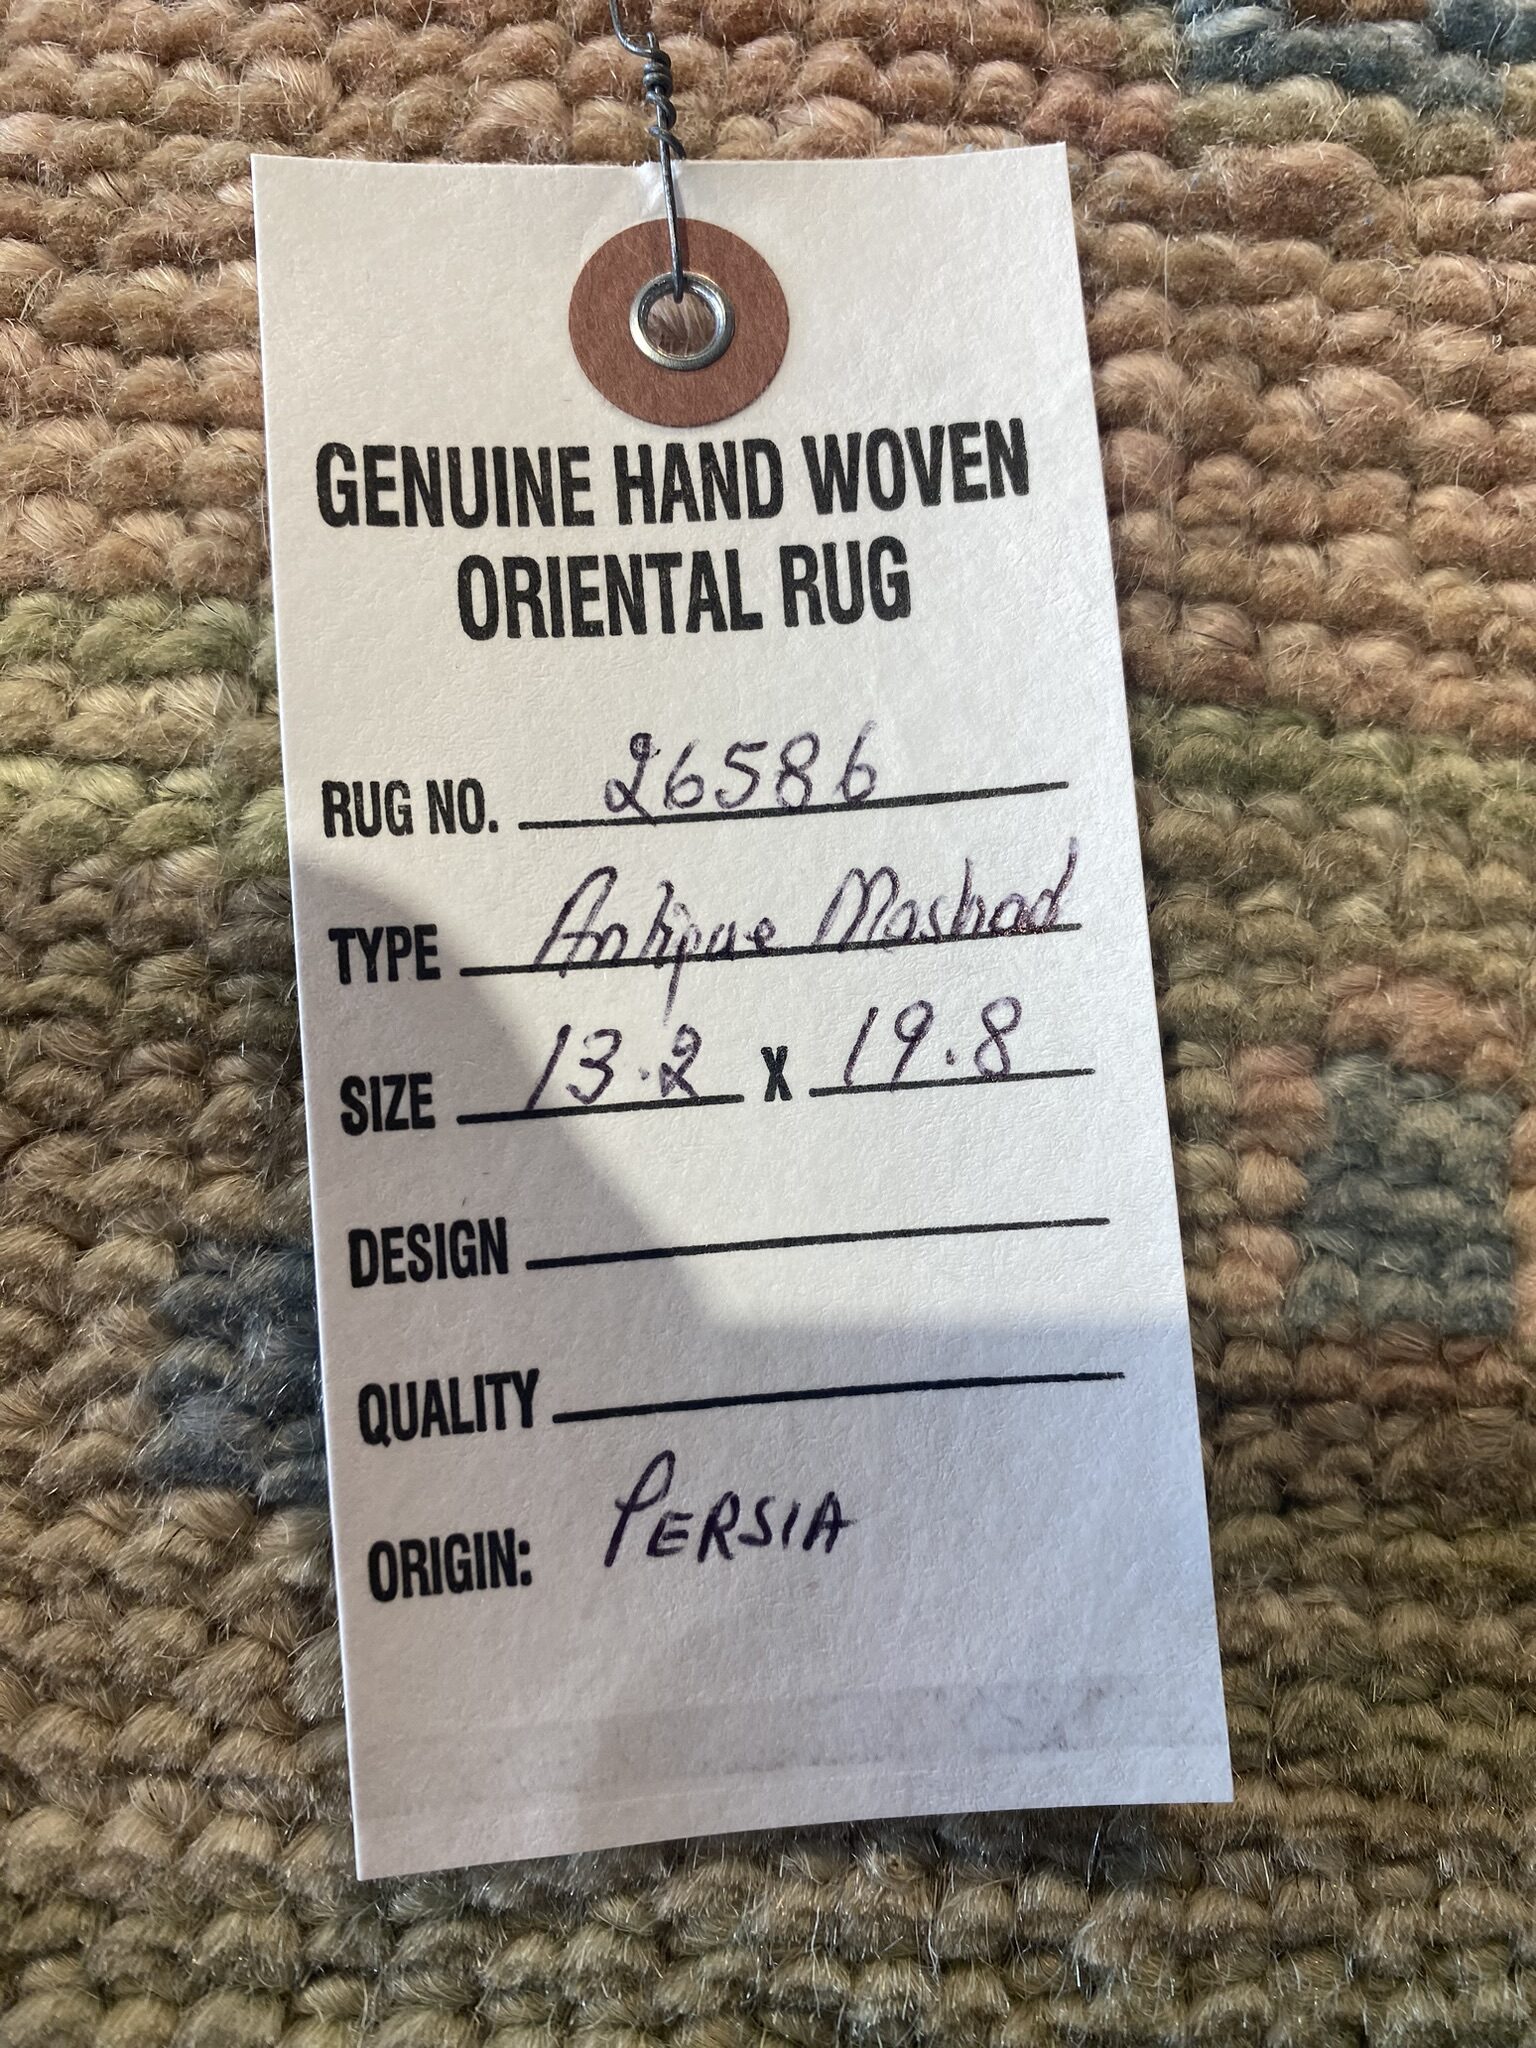 GENUINE HAND WOVEN
ORIENTAL RUG
RUG NO. 26586
TYPE Antique Mashad
SIZE 13.2 X 19.8
DESIGN
QUALITY
ORIGIN: PERSIA